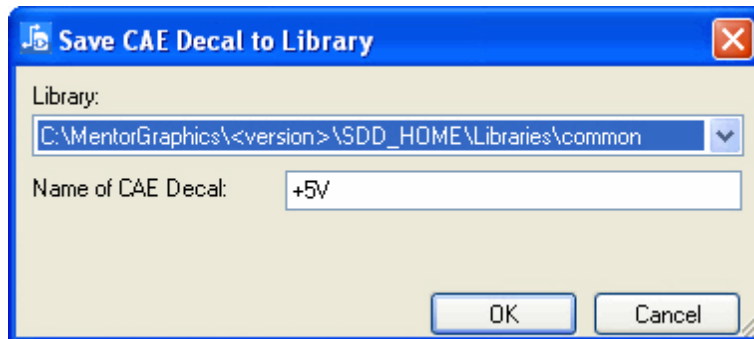 Save CAE Decal to Library
Library:
C:\MentorGraphics\<version>\SDD_HOME\Libraries\common
Name of CAE Decal: +5V
OK Cancel